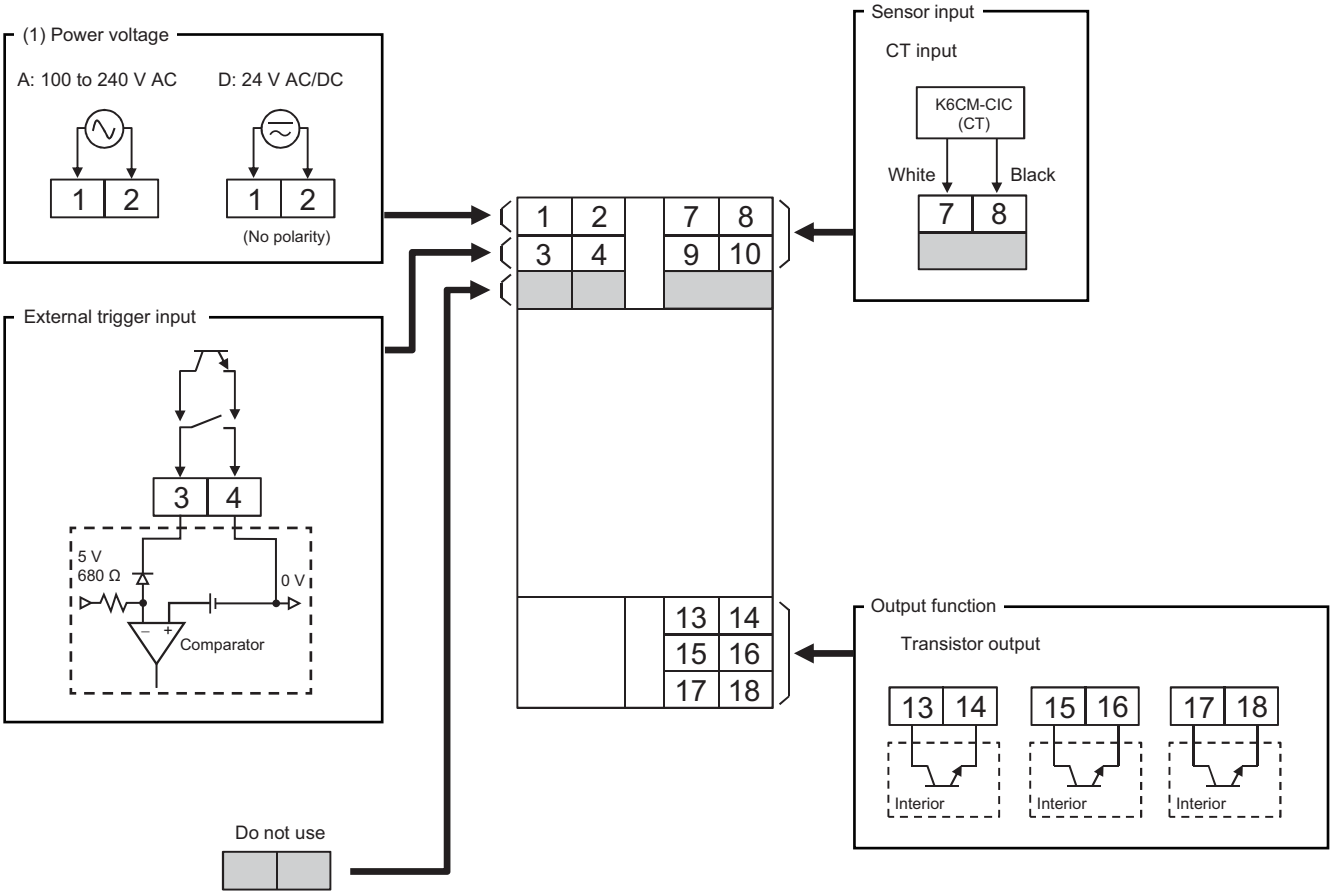 (1) Power voltage
A: 100 to 240 V AC
D: 24 V AC/DC
1 2
1 2
(No polarity)
External trigger input
3 4
5 V
680 Ω
0 V
− +
Comparator
Do not use
1 2 7 8
3 4 9 10
13 14
15 16
17 18
Sensor input
CT input
K6CM-CIC
(CT)
White
Black
7 8
Output function
Transistor output
13 14
15 16
17 18
Interior
Interior
Interior